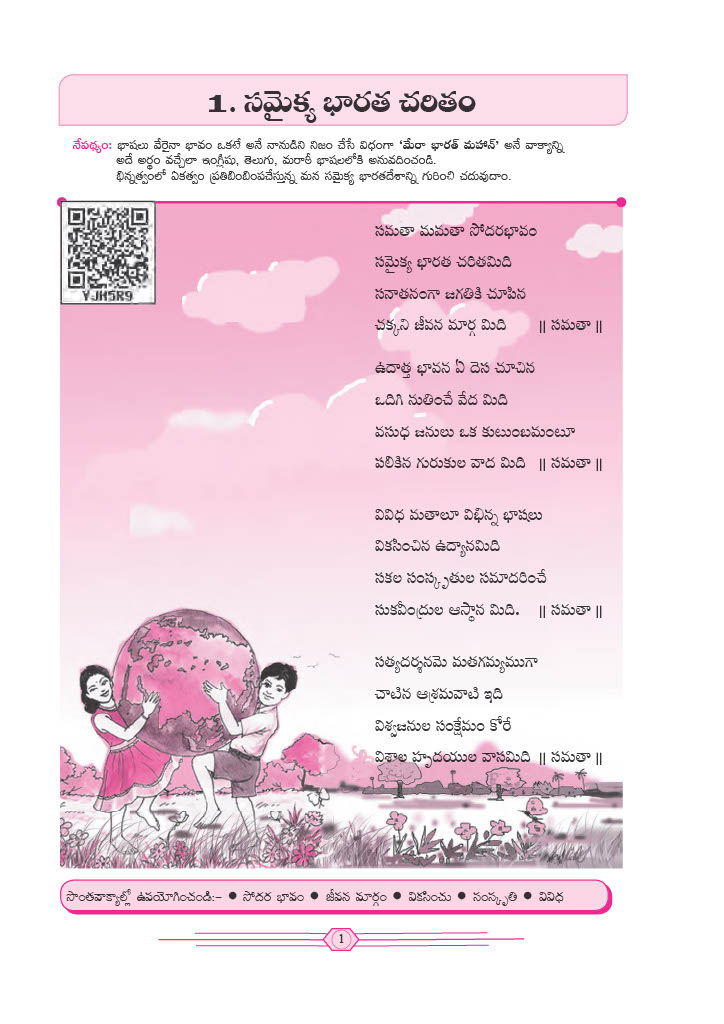 1. సమైక్య భారత చరితం
నేపథ్యం: భాషలు వేరైనా భావం ఒకటే అనే నానుడిని నిజం చేసే విధంగా ‘మేరా భారత్ మహాన్’ అనే వాక్యాన్ని
అదే అర్థం వచ్చేలా ఇంగ్లీషు, తెలుగు, మరాఠీ భాషలలోకి అనువదించండి.
భిన్నత్వంలో ఏకత్వం ప్రతిబింబింపచేస్తున్న మన సమైక్య భారతదేశాన్ని గురించి చదువుదాం.
YJH5R9
సమతా మమతా సోదరభావం
సమైక్య భారత చరితమిది
సనాతనంగా జగతికి చూపిన
చక్కని జీవన మార్గ మిది || సమతా ||
ఉదాత్త భావన ఏ దెస చూచిన
ఒదిగి నుతించే వేద మిది
వసుధ జనులు ఒక కుటుంబమంటూ
పలికిన గురుకుల వాద మిది || సమతా ||
వివిధ మతాలూ విభిన్న భాషలు
వికసించిన ఉద్యానమిది
సకల సంస్కృతుల సమాదరించే
సుకవీంద్రుల ఆస్థాన మిది. || సమతా ||
సత్యదర్శనమె మతగమ్యముగా
చాటిన ఆశ్రమవాటి ఇది
విశ్వజనుల సంక్షేమం కోరే
విశాల హృదయుల వాసమిది || సమతా ||
సొంతవాక్యాల్లో ఉపయోగించండి:– ● సోదర భావం ● జీవన మార్గం ● వికసించు ● సంస్కృతి ● వివిధ
1